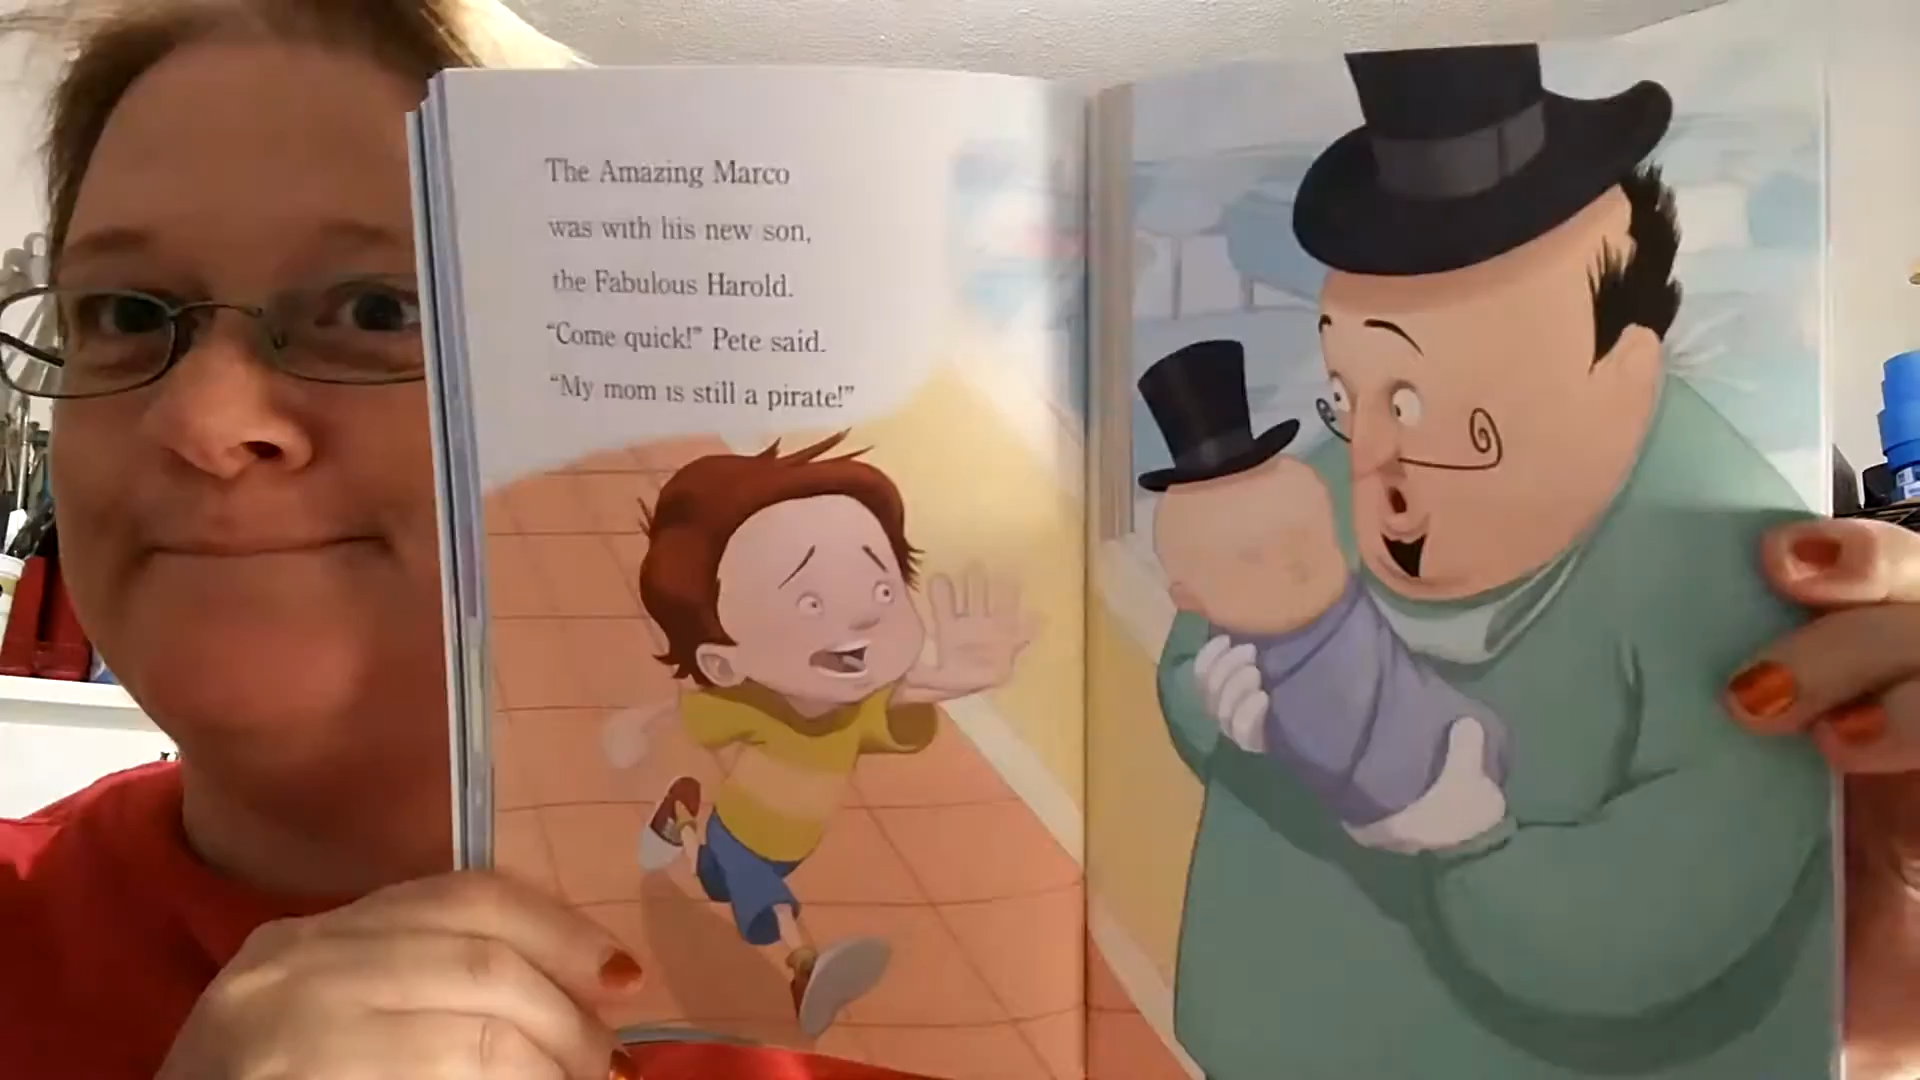 The Amazing Marco
was with his new son,
the Fabulous Harold.
“Come quick!” Pete said.
“My mom is still a pirate!”